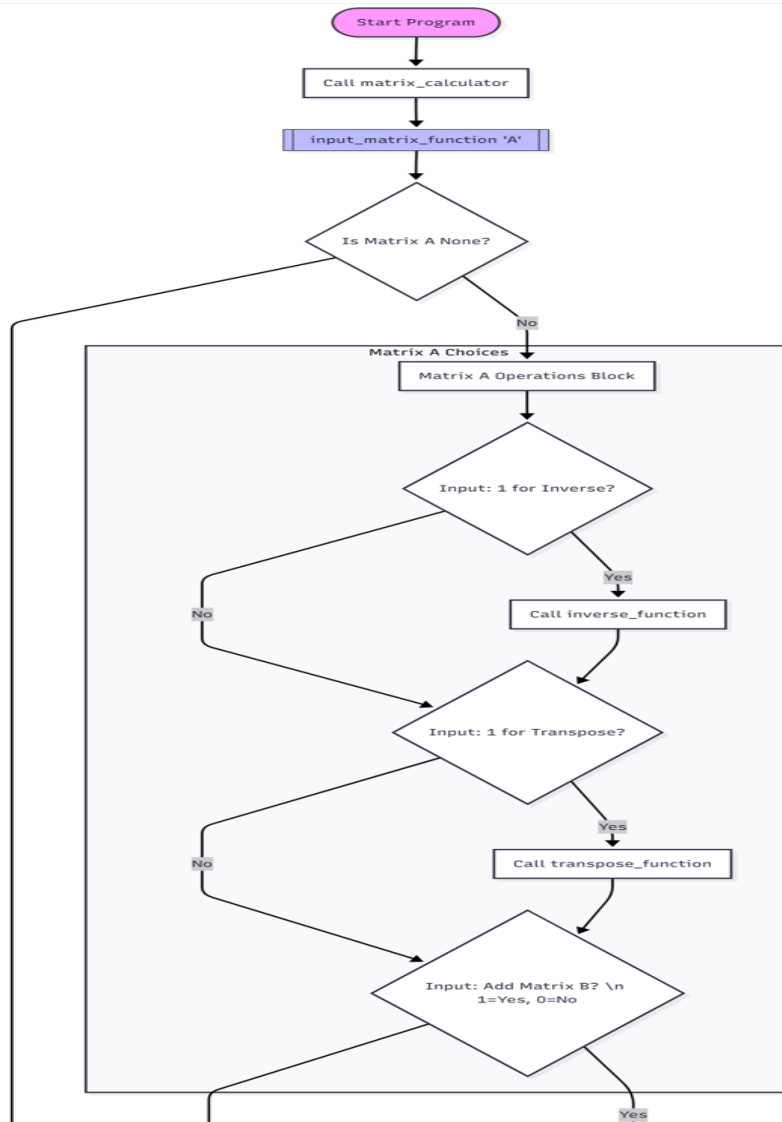 Start Program
Call matrix_calculator
input_matrix_function 'A'
Is Matrix A None?
No
Matrix A Choices
Matrix A Operations Block
Input: 1 for Inverse?
Yes
No
Call inverse_function
Input: 1 for Transpose?
Yes
No
Call transpose_function
Input: Add Matrix B? \n
1=Yes, 0=No
Yes